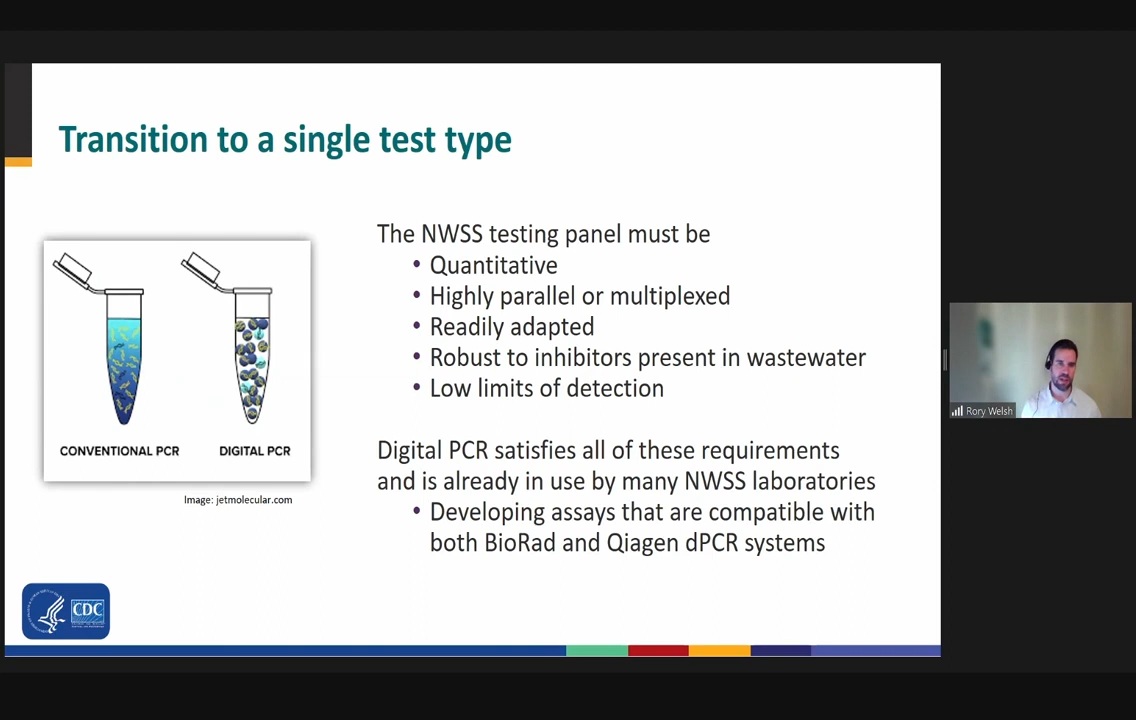 Transition to a single test type
The NWSS testing panel must be
• Quantitative
• Highly parallel or multiplexed
• Readily adapted
• Robust to inhibitors present in wastewater
• Low limits of detection
CONVENTIONAL PCR
DIGITAL PCR
Image: jetmolecular.com
Digital PCR satisfies all of these requirements
and is already in use by many NWSS laboratories
• Developing assays that are compatible with
both BioRad and Qiagen dPCR systems
CDC
Rory Welsh